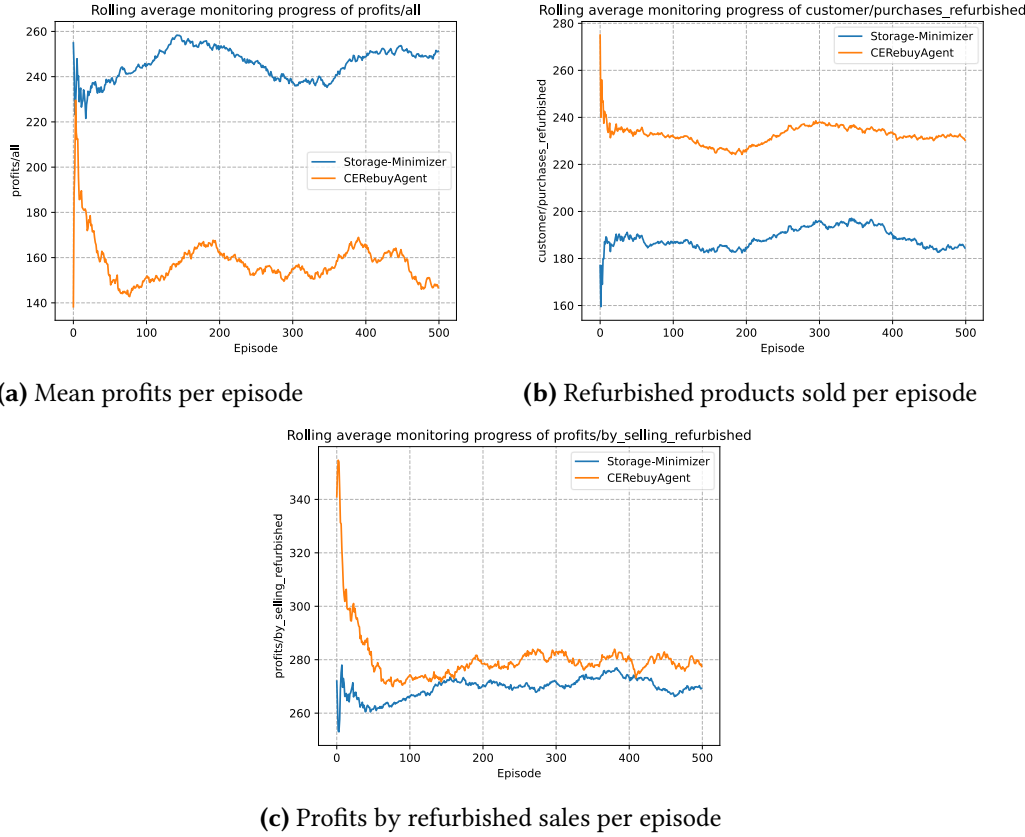 Rolling average monitoring progress of profits/all
profits/all
260
240
220
200
180
160
140
Storage-Minimizer
CERebuyAgent
0 100 200 300 400 500
Episode
(a) Mean profits per episode
Rolling average monitoring progress of customer/purchases_refurbished
customer/purchases_refurbished
280
260
240
220
200
180
160
Storage-Minimizer
CERebuyAgent
0 100 200 300 400 500
Episode
(b) Refurbished products sold per episode
Rolling average monitoring progress of profits/by_selling_refurbished
profits/by_selling_refurbished
340
320
300
280
260
Storage-Minimizer
CERebuyAgent
0 100 200 300 400 500
Episode
(c) Profits by refurbished sales per episode